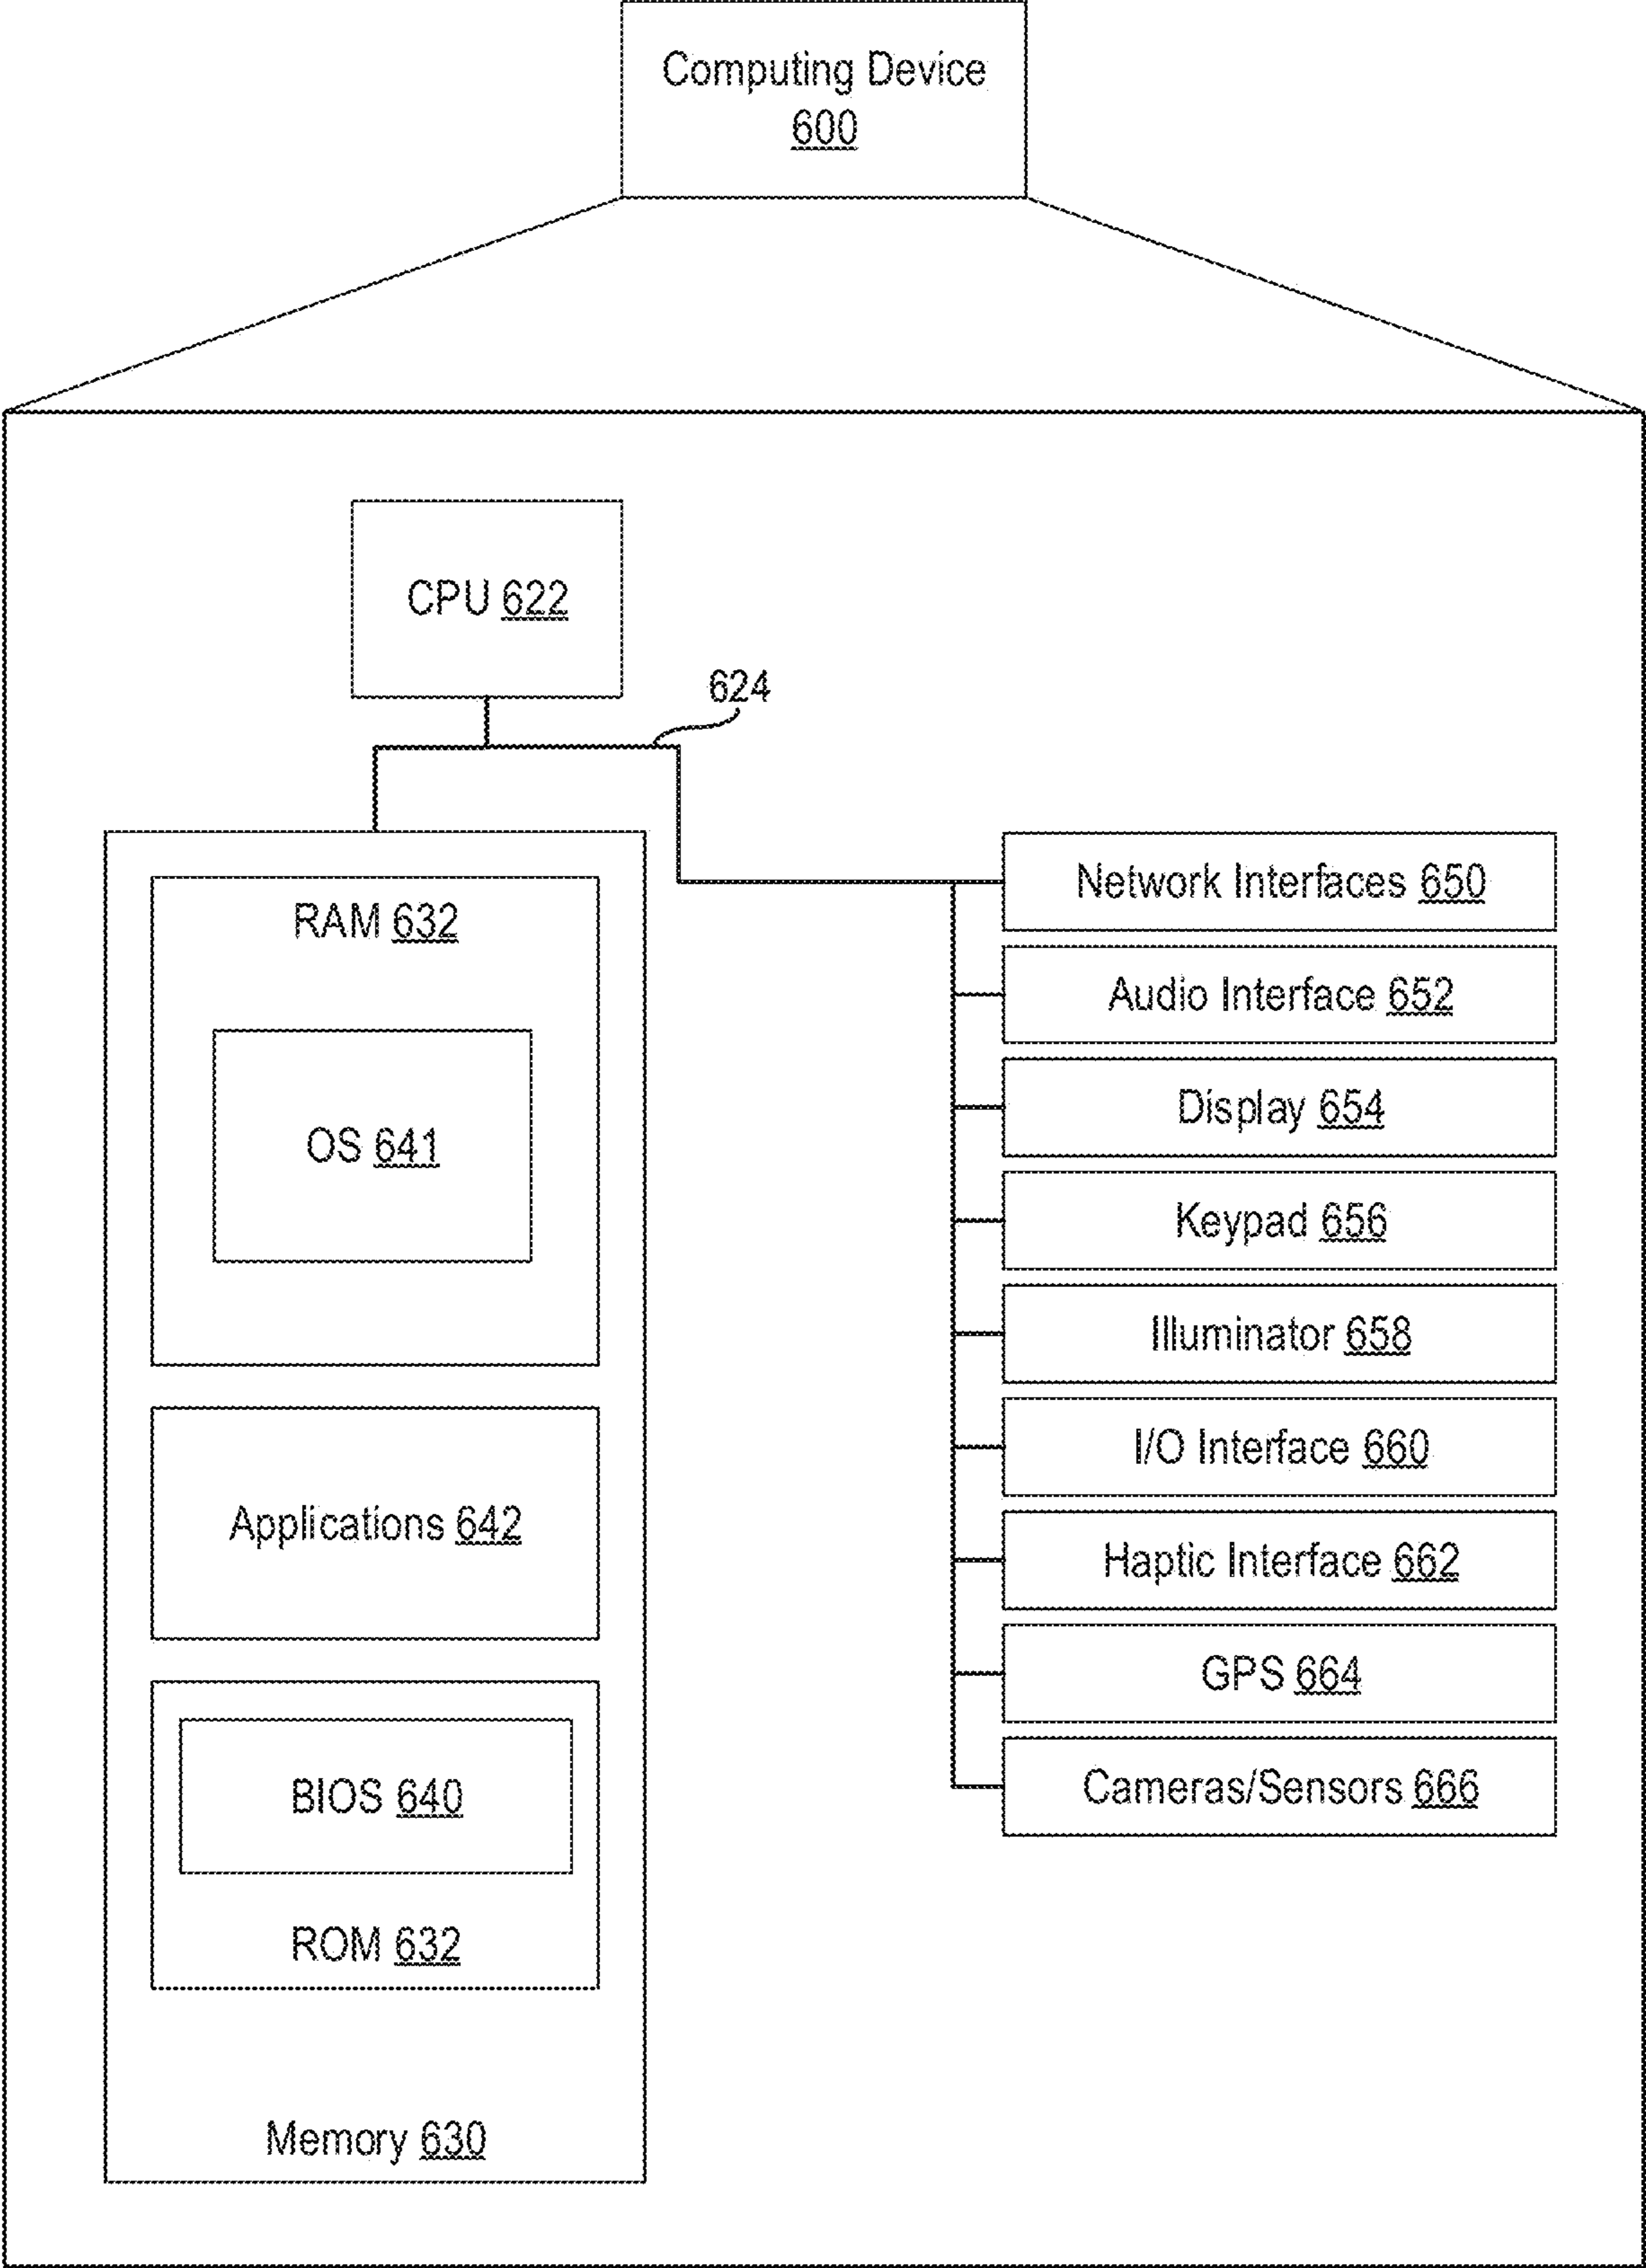 Computing Device
600
CPU 622
624
RAM 632
OS 641
Applications 642
BIOS 640
ROM 632
Memory 630
Network Interfaces 650
Audio Interface 652
Display 654
Keypad 656
Illuminator 658
I/O Interface 660
Haptic Interface 662
GPS 664
Cameras/Sensors 666